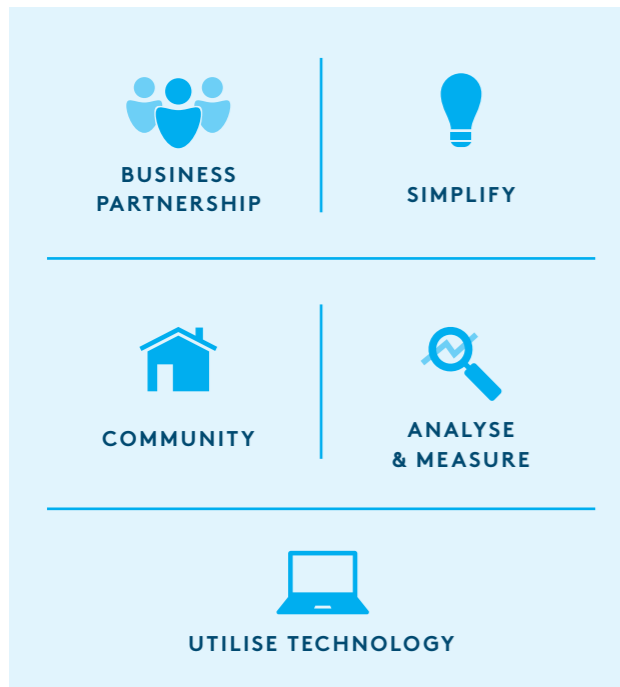 BUSINESS
PARTNERSHIP
SIMPLIFY
COMMUNITY
ANALYSE
& MEASURE
UTILISE TECHNOLOGY